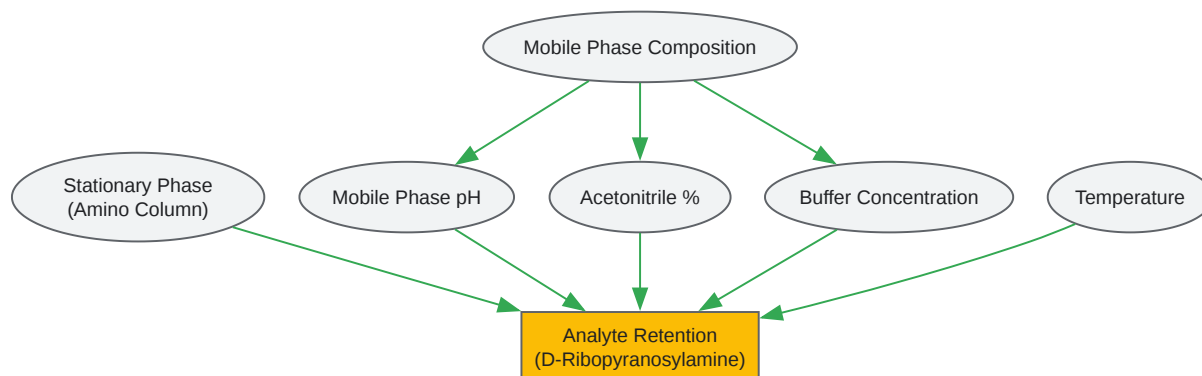 Mobile Phase Composition
Stationary Phase
(Amino Column)
Mobile Phase pH
Acetonitrile %
Buffer Concentration
Temperature
Analyte Retention
(D-Ribopyranosylamine)